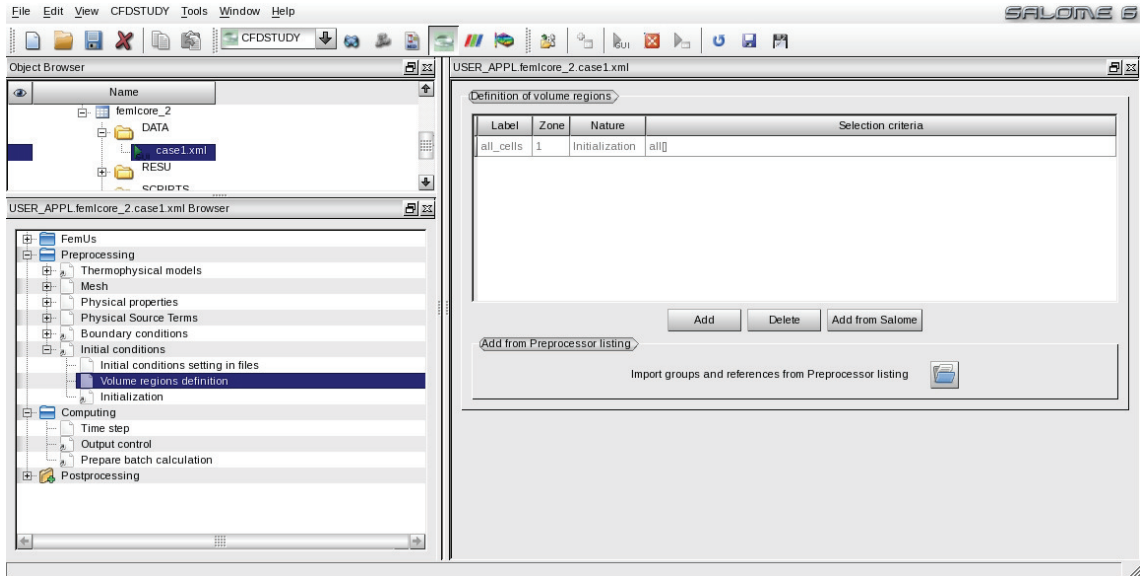 File Edit View CFDSTUDY Tools Window Help
SALOME 6
CFDSTUDY
GUI
Object Browser
Name
femlcore_2
DATA
case1.xml
RESU
SCRIPTS
USER_APPL.femlcore_2.case1.xml Browser
FemUs
Preprocessing
Thermophysical models
Mesh
Physical properties
Physical Source Terms
Boundary conditions
Initial conditions
Initial conditions setting in files
Volume regions definition
Initialization
Computing
Time step
Output control
Prepare batch calculation
Postprocessing
USER_APPL.femlcore_2.case1.xml
Definition of volume regions
Label Zone Nature Selection criteria
all_cells 1 Initialization all[]
Add Delete Add from Salome
Add from Preprocessor listing
Import groups and references from Preprocessor listing